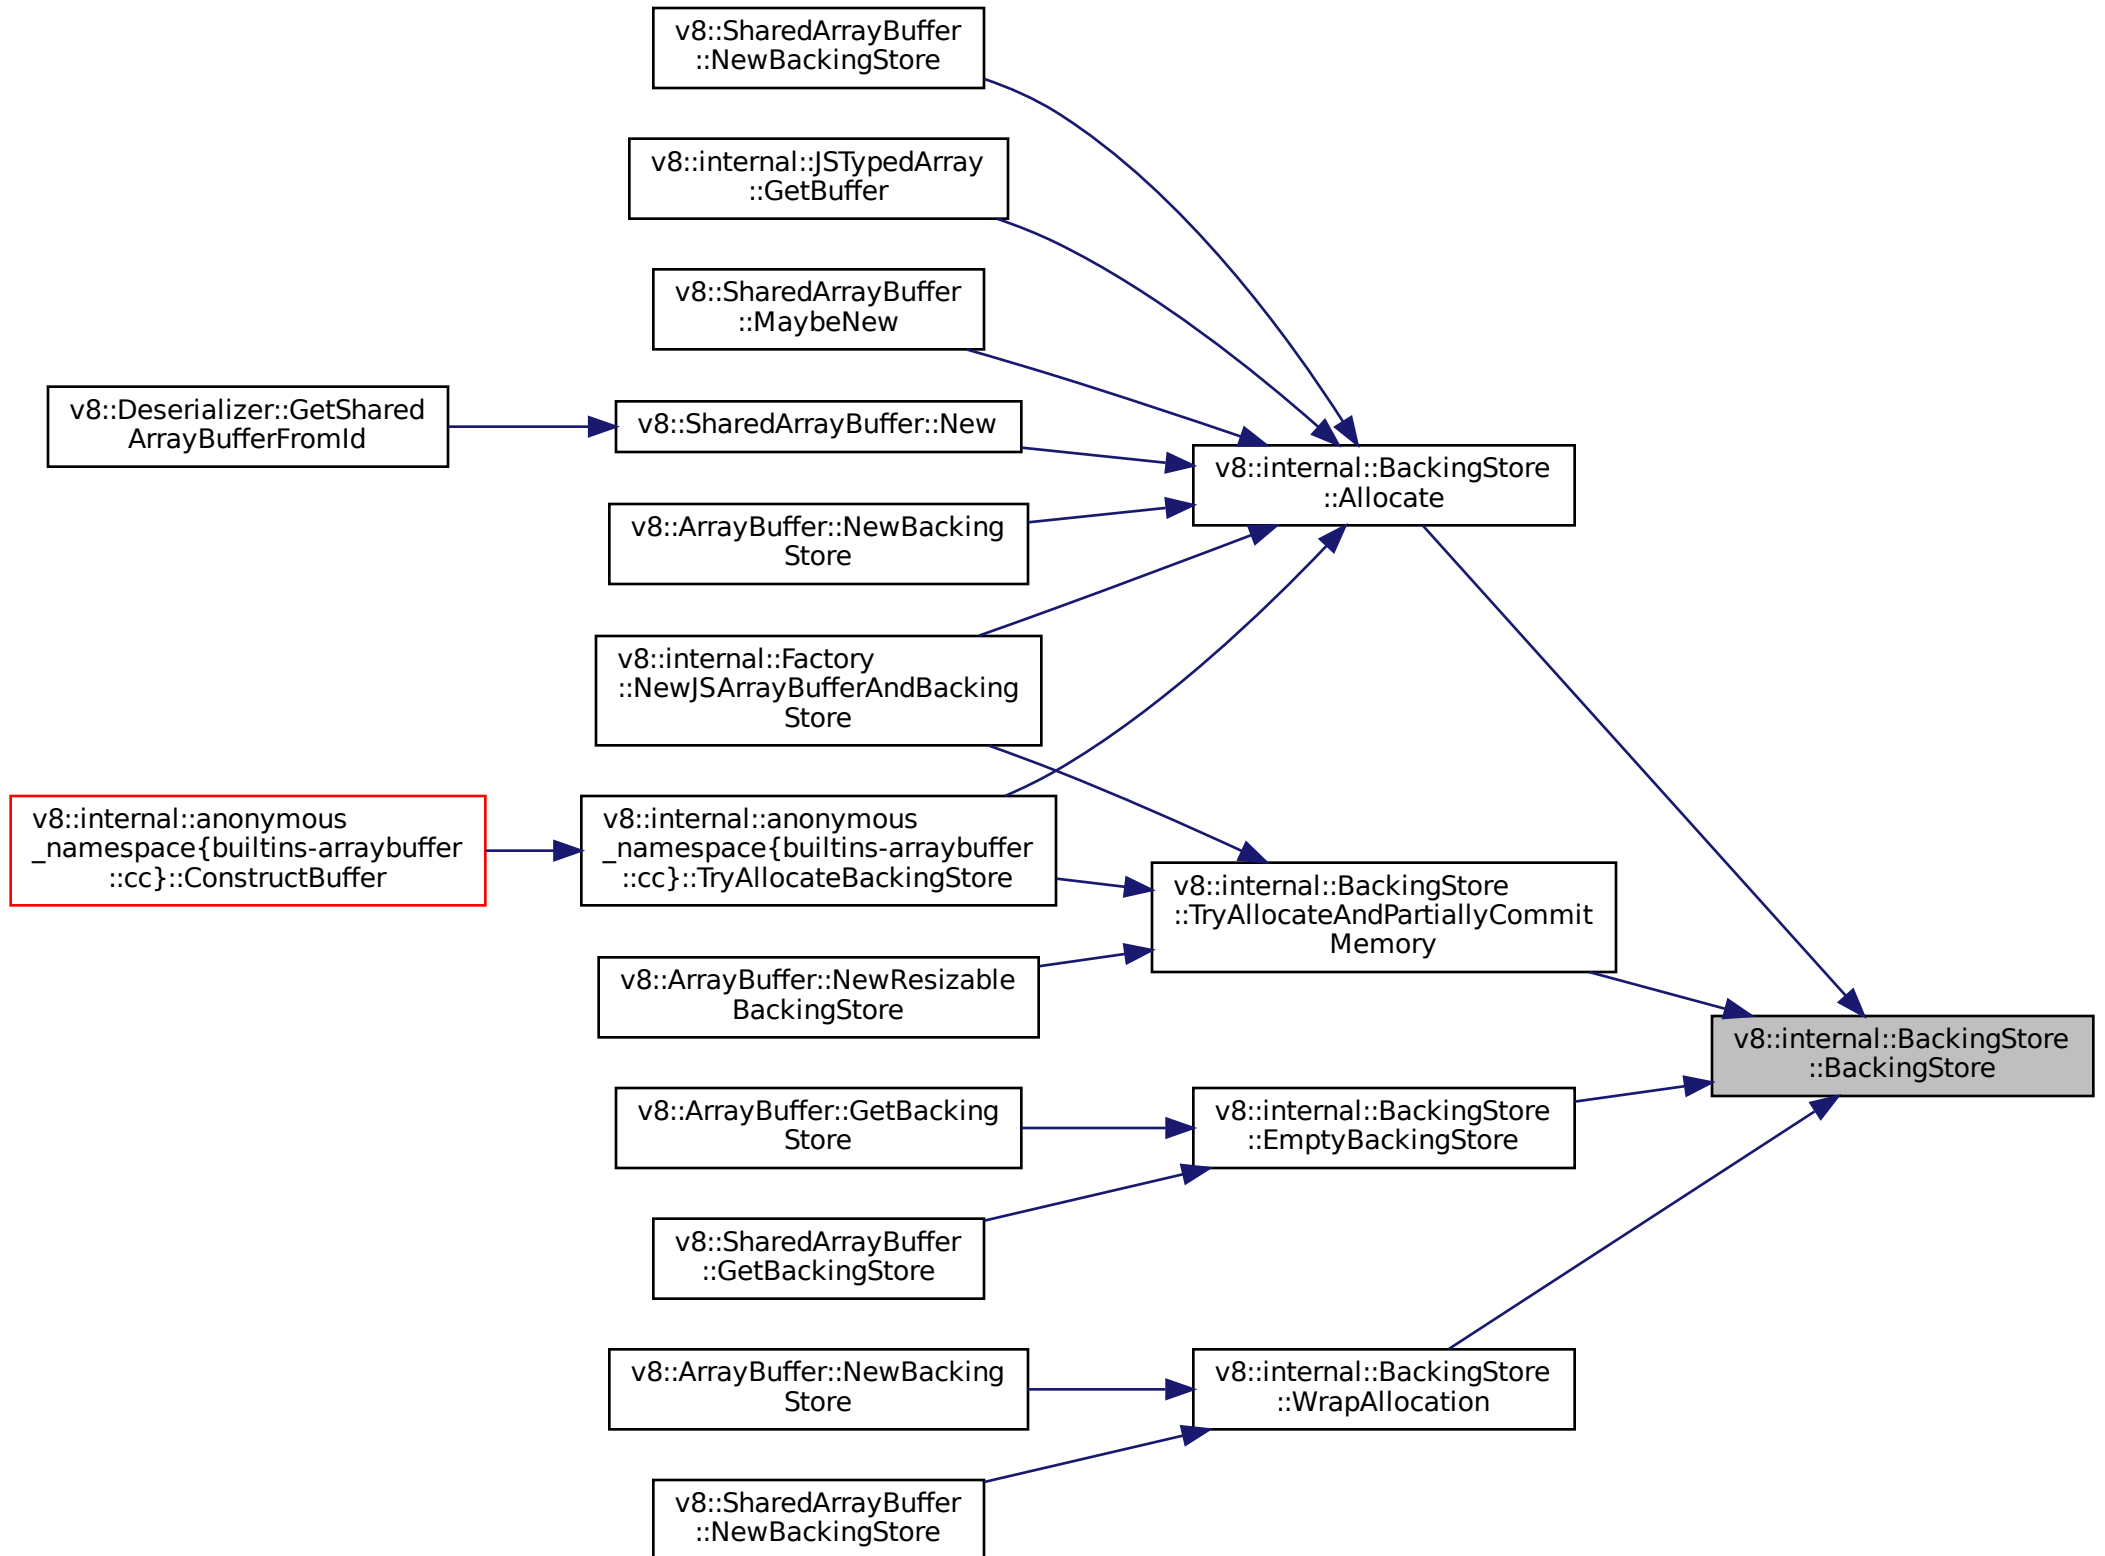 v8::SharedArrayBuffer
::NewBackingStore
v8::internal::JSTypedArray
::GetBuffer
v8::SharedArrayBuffer
::MaybeNew
v8::Deserializer::GetShared
ArrayBufferFromId
v8::SharedArrayBuffer::New
v8::internal::BackingStore
::Allocate
v8::ArrayBuffer::NewBacking
Store
v8::internal::Factory
::NewJSArrayBufferAndBacking
Store
v8::internal::anonymous
_namespace{builtins-arraybuffer
::cc}::ConstructBuffer
v8::internal::anonymous
_namespace{builtins-arraybuffer
::cc}::TryAllocateBackingStore
v8::internal::BackingStore
::TryAllocateAndPartiallyCommit
Memory
v8::ArrayBuffer::NewResizable
BackingStore
v8::internal::BackingStore
::BackingStore
v8::ArrayBuffer::GetBacking
Store
v8::internal::BackingStore
::EmptyBackingStore
v8::SharedArrayBuffer
::GetBackingStore
v8::ArrayBuffer::NewBacking
Store
v8::internal::BackingStore
::WrapAllocation
v8::SharedArrayBuffer
::NewBackingStore